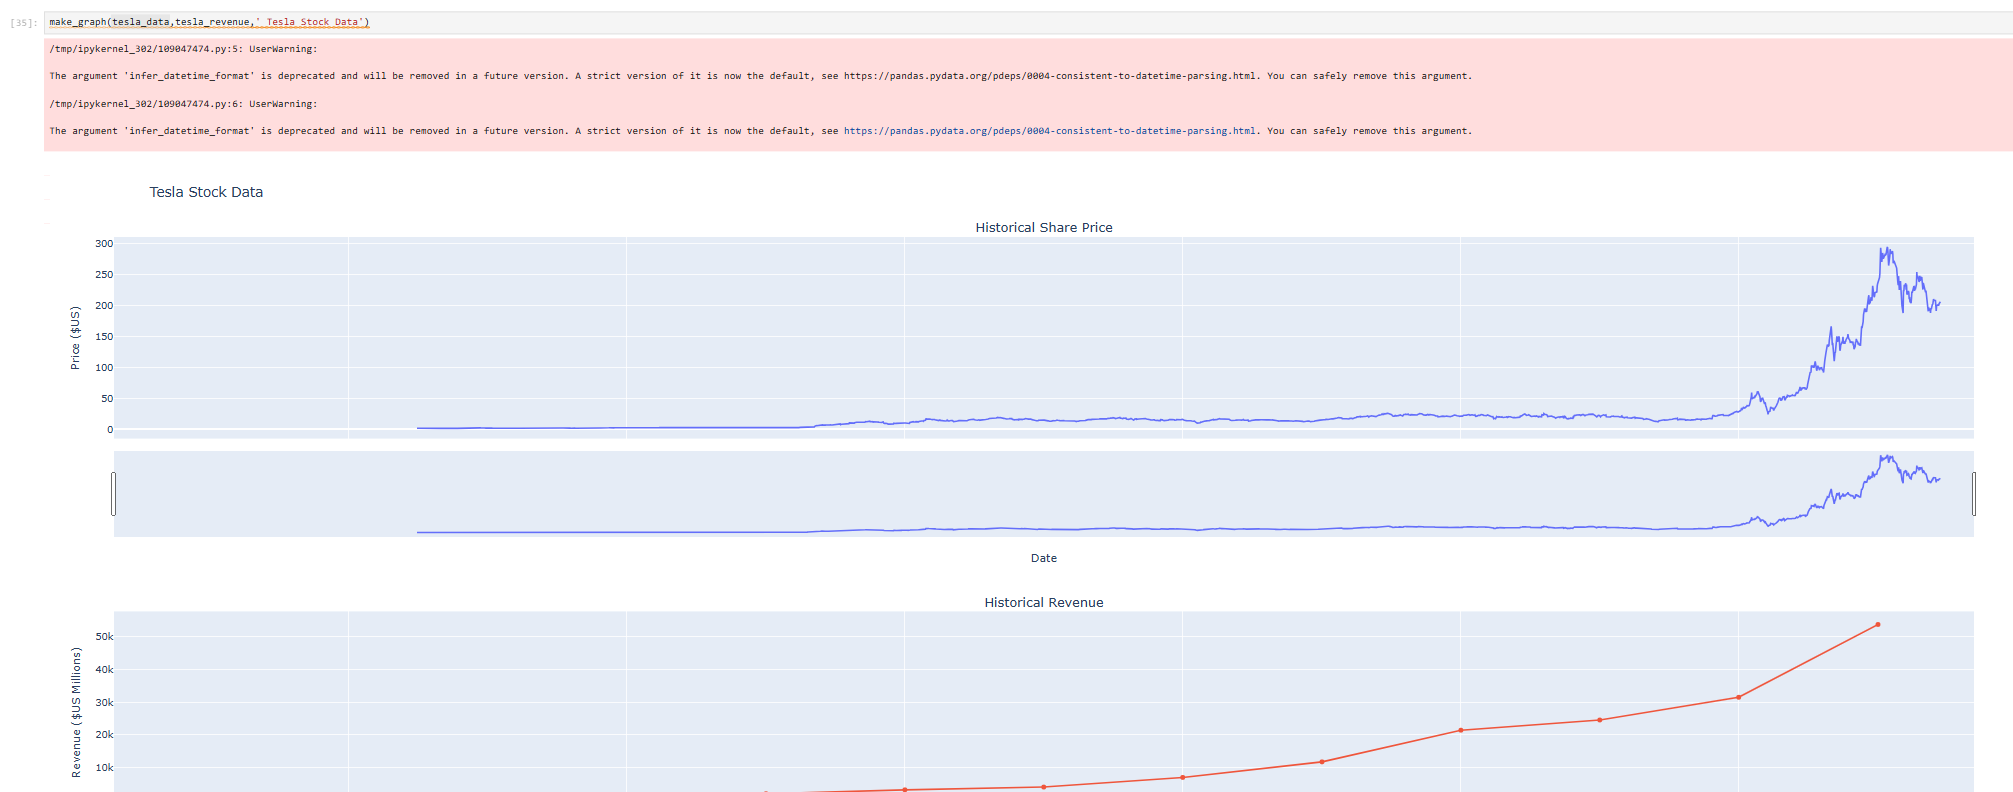 [35]: make_graph(tesla_data,tesla_revenue,' Tesla Stock Data')
/tmp/ipykernel_302/109047474.py:5: UserWarning:
The argument 'infer_datetime_format' is deprecated and will be removed in a future version. A strict version of it is now the default, see https://pandas.pydata.org/pdeps/0004-consistent-to-datetime-parsing.html. You can safely remove this argument.
/tmp/ipykernel_302/109047474.py:6: UserWarning:
The argument 'infer_datetime_format' is deprecated and will be removed in a future version. A strict version of it is now the default, see https://pandas.pydata.org/pdeps/0004-consistent-to-datetime-parsing.html. You can safely remove this argument.
Tesla Stock Data
Historical Share Price
Price ($US)
300
250
200
150
100
50
0
Date
Historical Revenue
Revenue ($US Millions)
50k
40k
30k
20k
10k